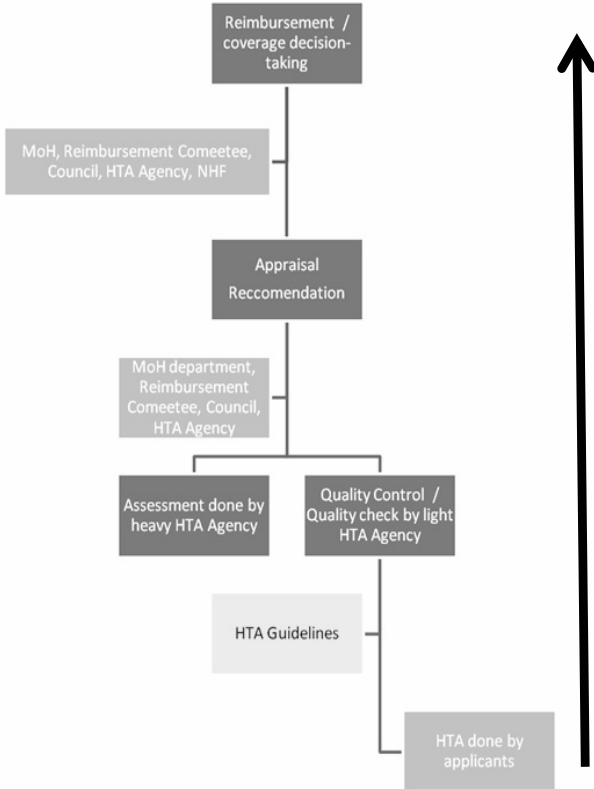 Reimbursement /
coverage decision-
taking
MoH, Reimbursement Comeetee,
Council, HTA Agency, NHF
Appraisal
Reccomendation
MoH department,
Reimbursement
Comeetee, Council,
HTA Agency
Assessment done by
heavy HTA Agency
Quality Control /
Quality check by light
HTA Agency
HTA Guidelines
HTA done by
applicants